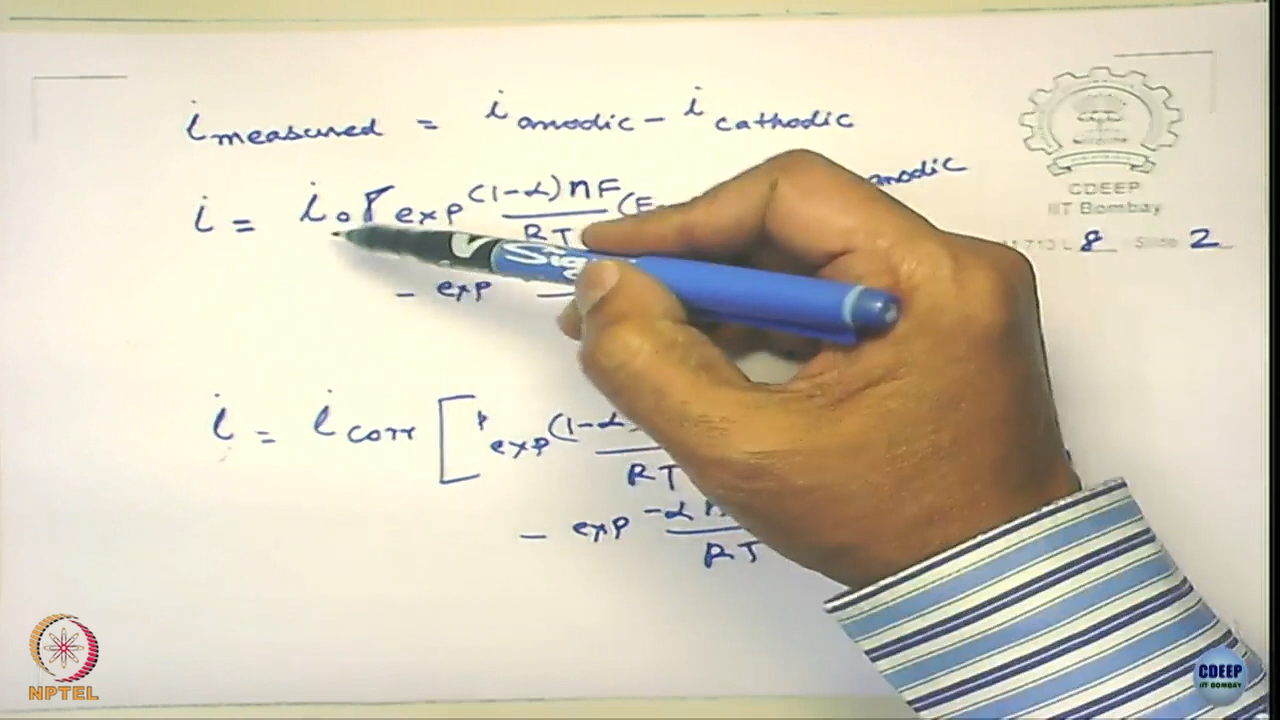 i measured = i anodic - i cathodic
i = i₀ [ exp (1-α) nF / RT (E anodic
- exp
i = i corr [ exp (1-α) / RT
- exp -α / RT
CDEEP
IIT Bombay
L 8 Slide 2
NPTEL
CDEEP
IIT BOMBAY